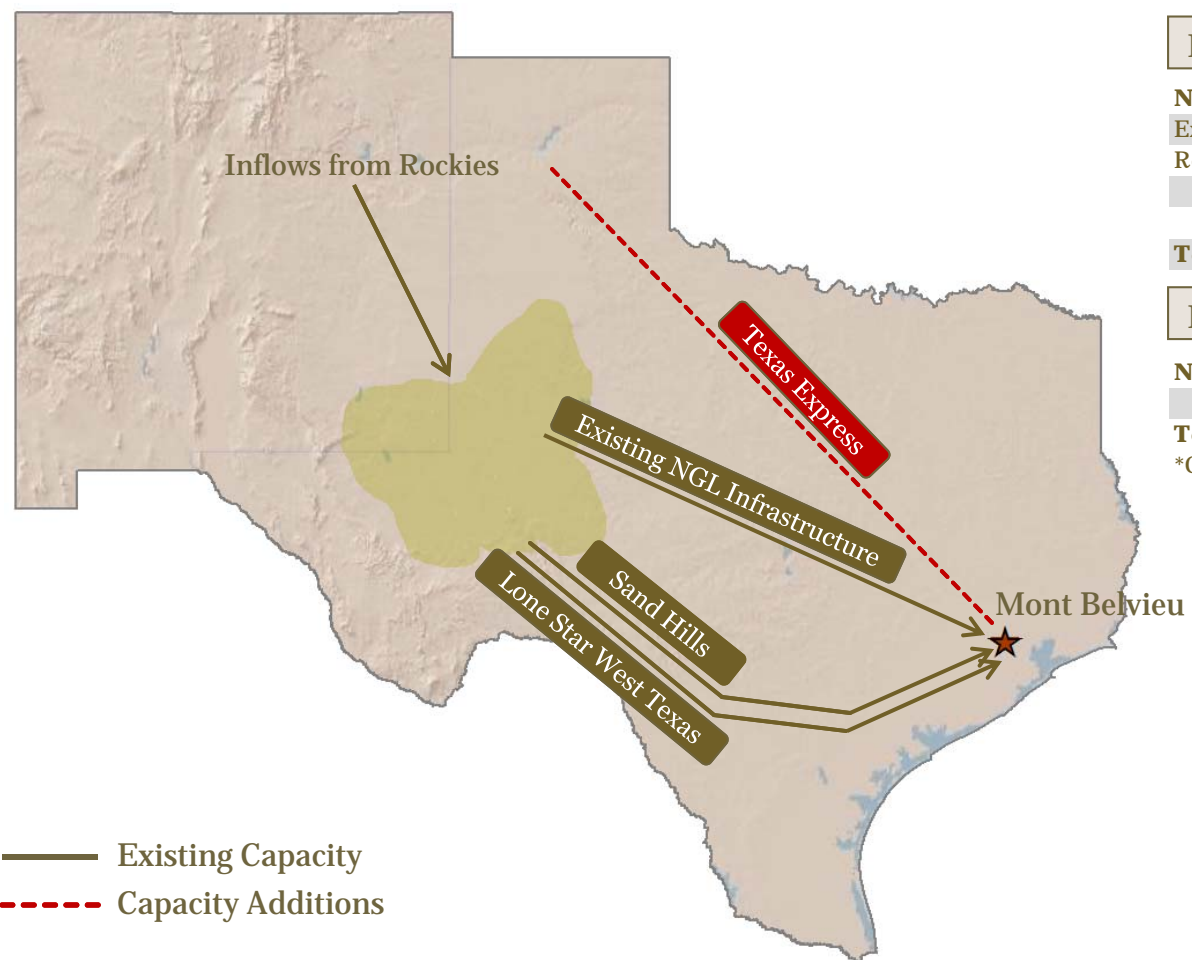 Inflows from Rockies
Texas Express
Existing NGL Infrastructure
Sand Hills
Lone Star West Texas
Mont Belvieu
Existing Capacity
Capacity Additions